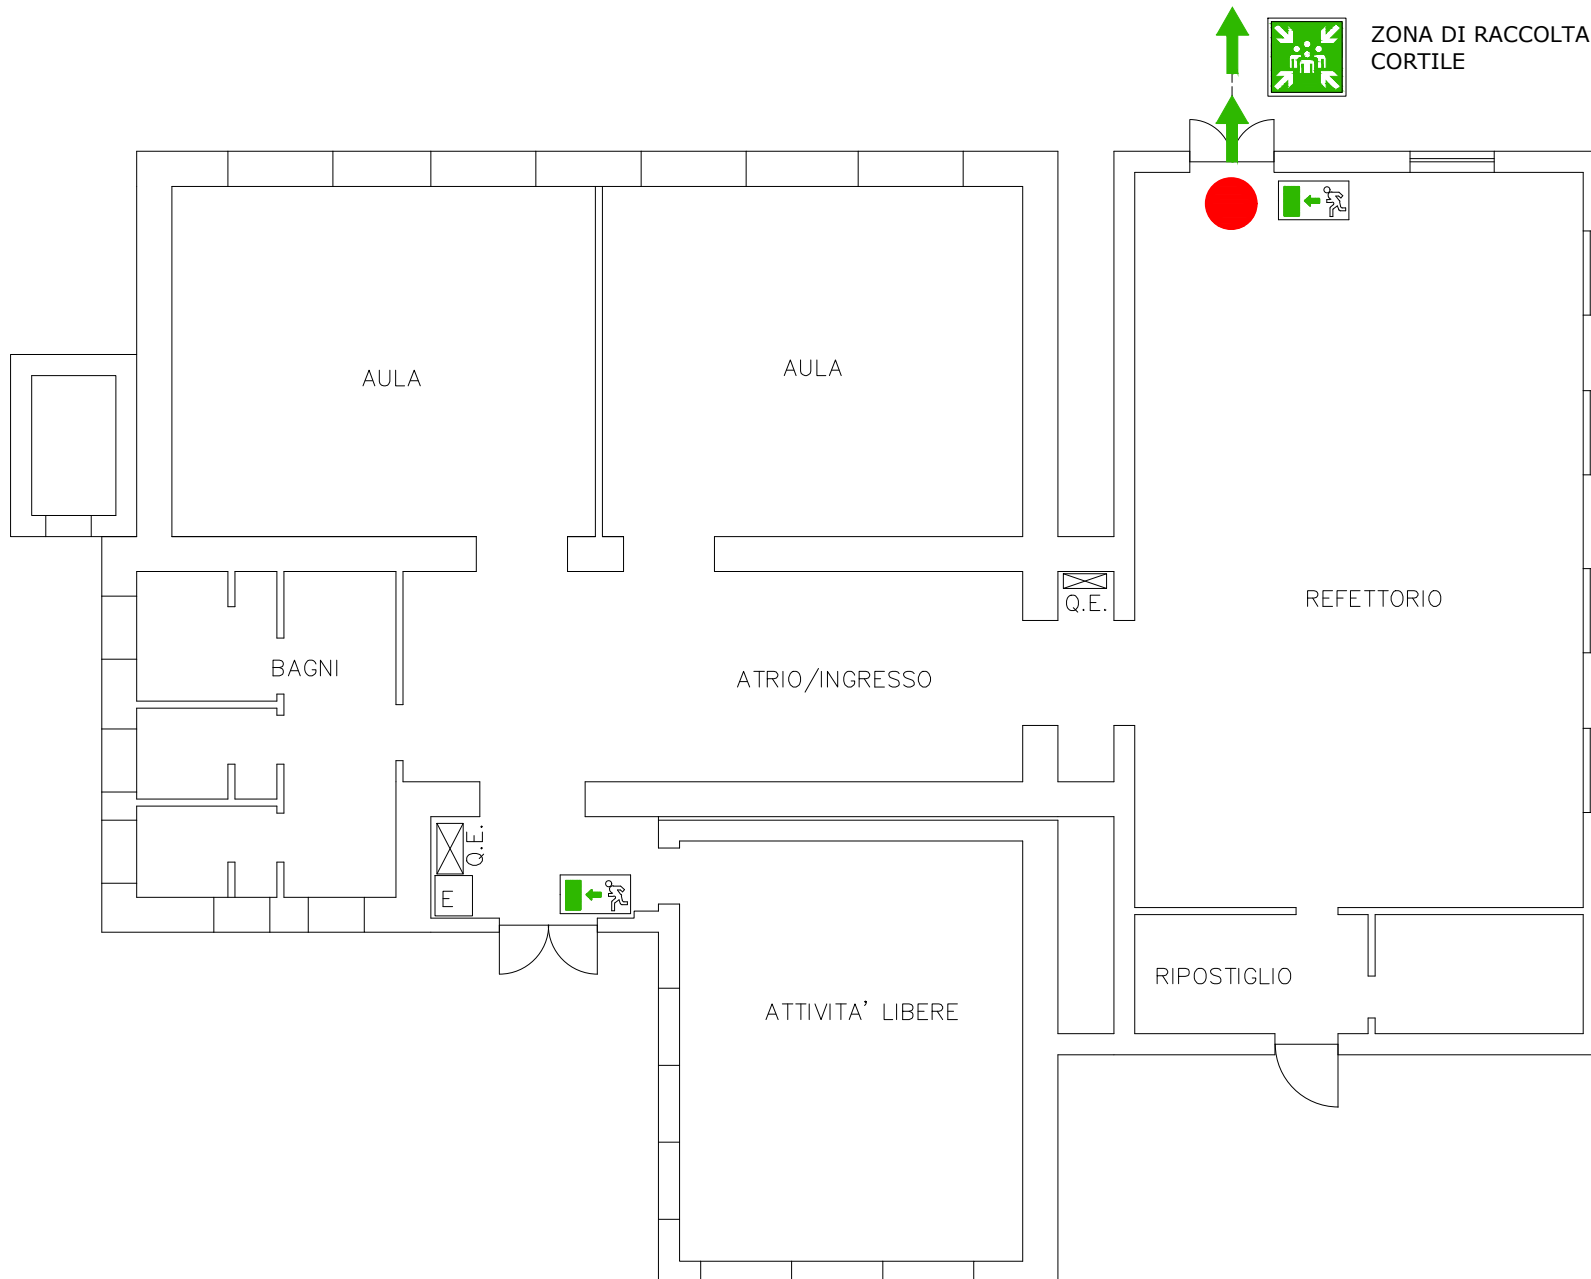 ZONA DI RACCOLTA
CORTILE
AULA
AULA
Q.E.
REFETTORIO
BAGNI
ATRIO/INGRESSO
Q.E.
E
RIPOSTIGLIO
ATTIVITA' LIBERE